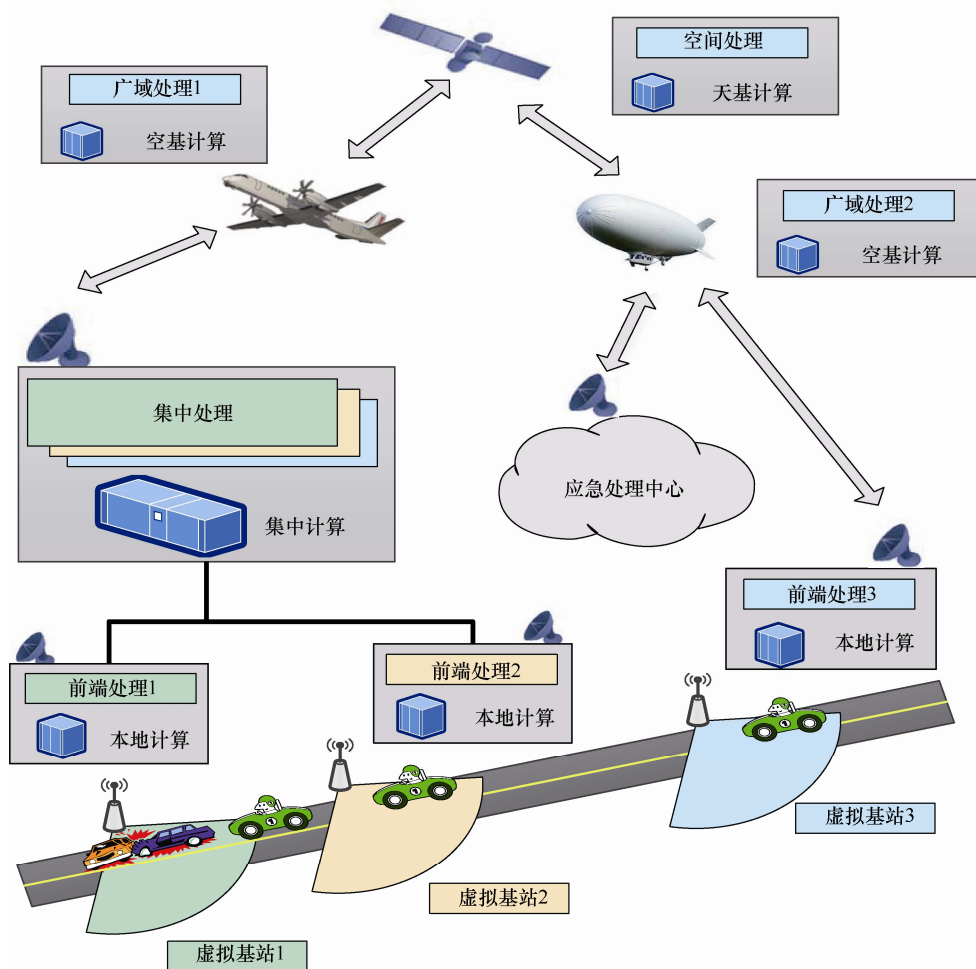 空间处理
天基计算
广域处理1
空基计算
广域处理2
空基计算
集中处理
集中计算
应急处理中心
前端处理3
本地计算
前端处理2
本地计算
前端处理1
本地计算
虚拟基站3
虚拟基站2
虚拟基站1